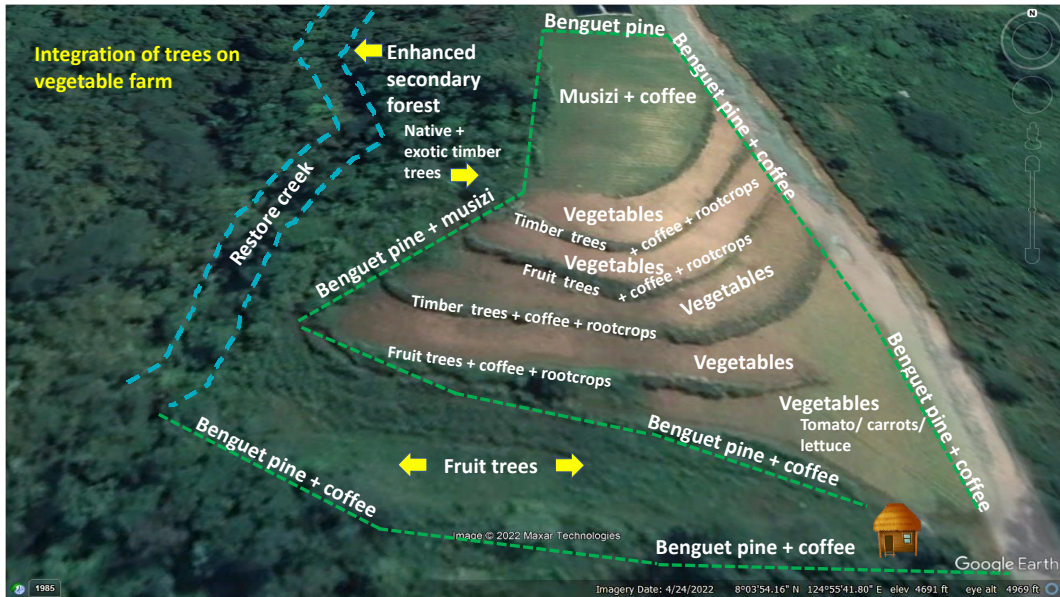 Integration of trees on
vegetable farm
Enhanced
secondary
forest
Native +
exotic timber
trees
Restore creek
Benguet pine
Benguet pine + coffee
Musizi + coffee
Benguet pine + musizi
Vegetables
Timber trees + coffee + rootcrops
Vegetables
Fruit trees + coffee + rootcrops
Vegetables
Timber trees + coffee + rootcrops
Fruit trees + coffee + rootcrops
Vegetables
Benguet pine + coffee
Vegetables
Tomato/ carrots/
lettuce
Benguet pine + coffee
Benguet pine + coffee
Fruit trees
Benguet pine + coffee
Image © 2022 Maxar Technologies
Google Earth
N
1985
Imagery Date: 4/24/2022 8°03'54.16" N 124°55'41.80" E elev 4691 ft eye alt 4969 ft